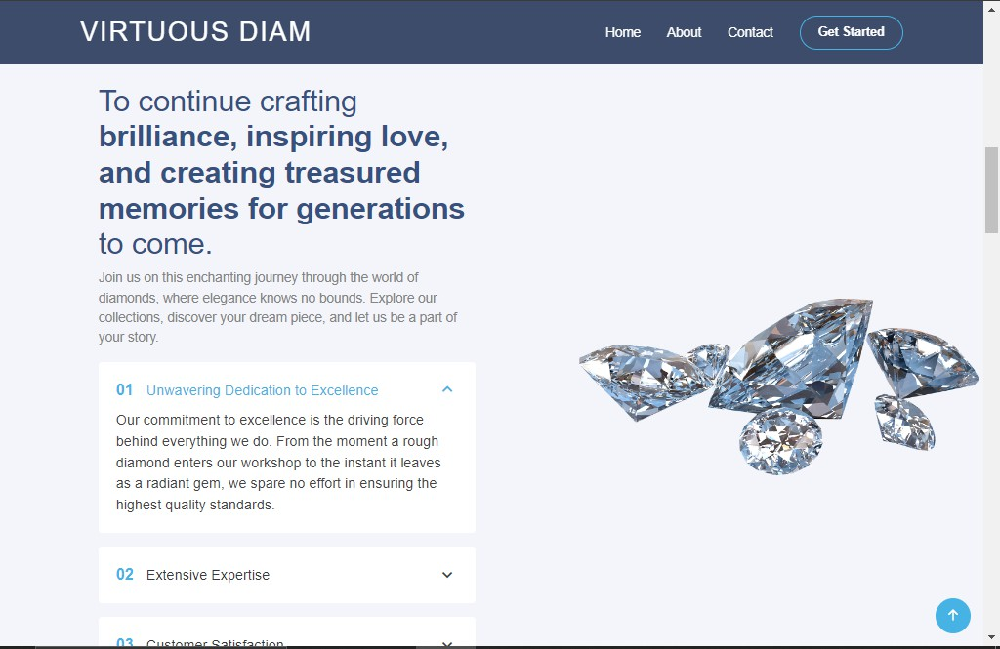 VIRTUOUS DIAM
Home About Contact Get Started
To continue crafting
brilliance, inspiring love,
and creating treasured
memories for generations
to come.
Join us on this enchanting journey through the world of
diamonds, where elegance knows no bounds. Explore our
collections, discover your dream piece, and let us be a part of
your story.
01 Unwavering Dedication to Excellence
Our commitment to excellence is the driving force
behind everything we do. From the moment a rough
diamond enters our workshop to the instant it leaves
as a radiant gem, we spare no effort in ensuring the
highest quality standards.
02 Extensive Expertise
03 Customer Satisfaction